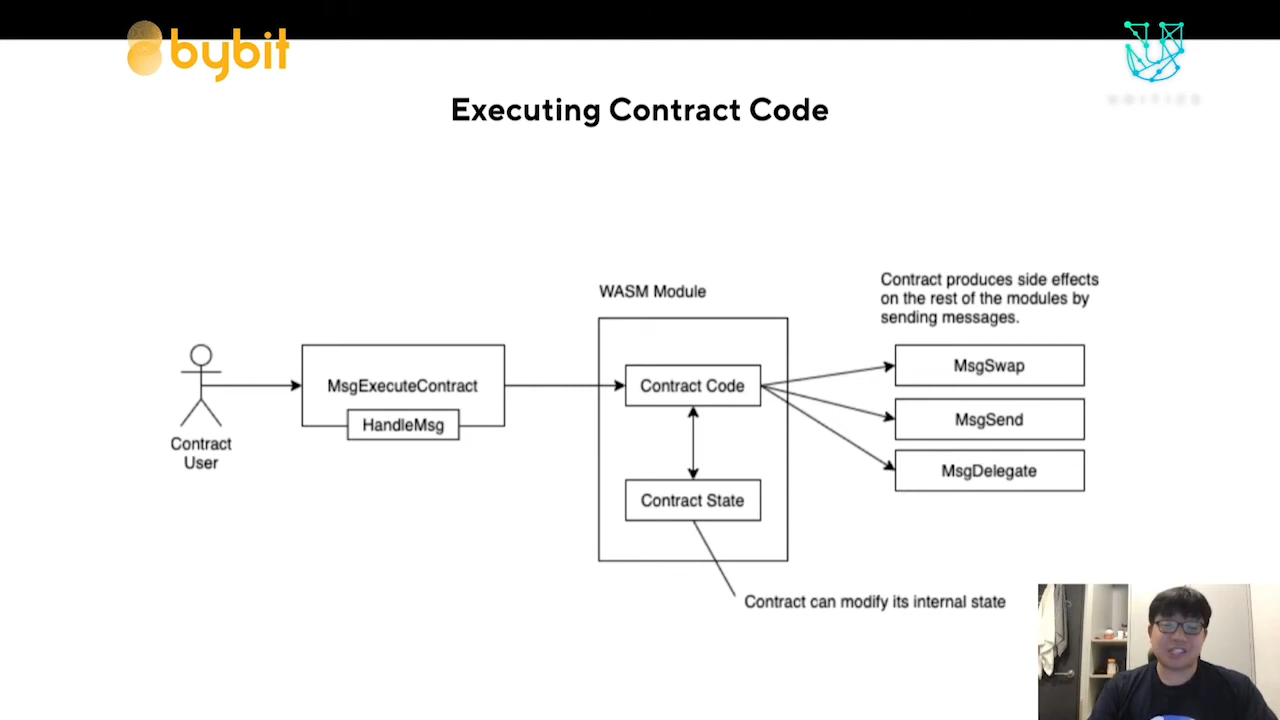 bybit
Executing Contract Code
Contract produces side effects
on the rest of the modules by
sending messages.
WASM Module
MsgExecuteContract
HandleMsg
Contract
User
Contract Code
Contract State
MsgSwap
MsgSend
MsgDelegate
Contract can modify its internal state